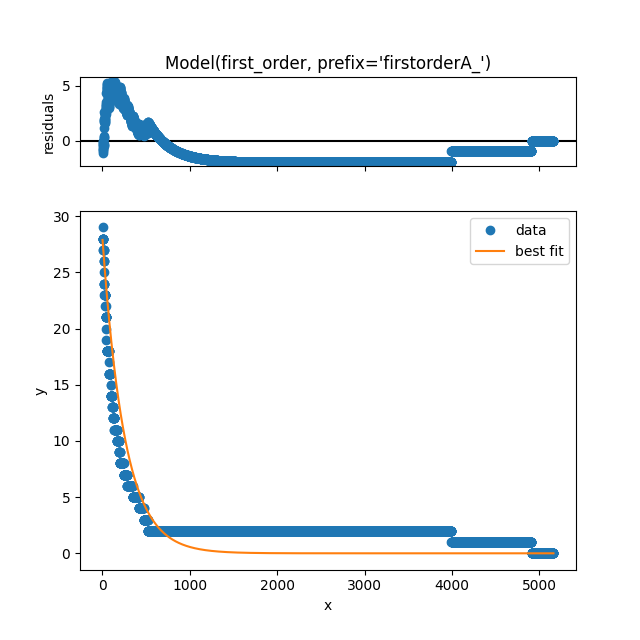 Model(first_order, prefix='firstorderA_')
residuals
5
0
30
25
20
15
10
5
0
y
data
best fit
0 1000 2000 3000 4000 5000
x